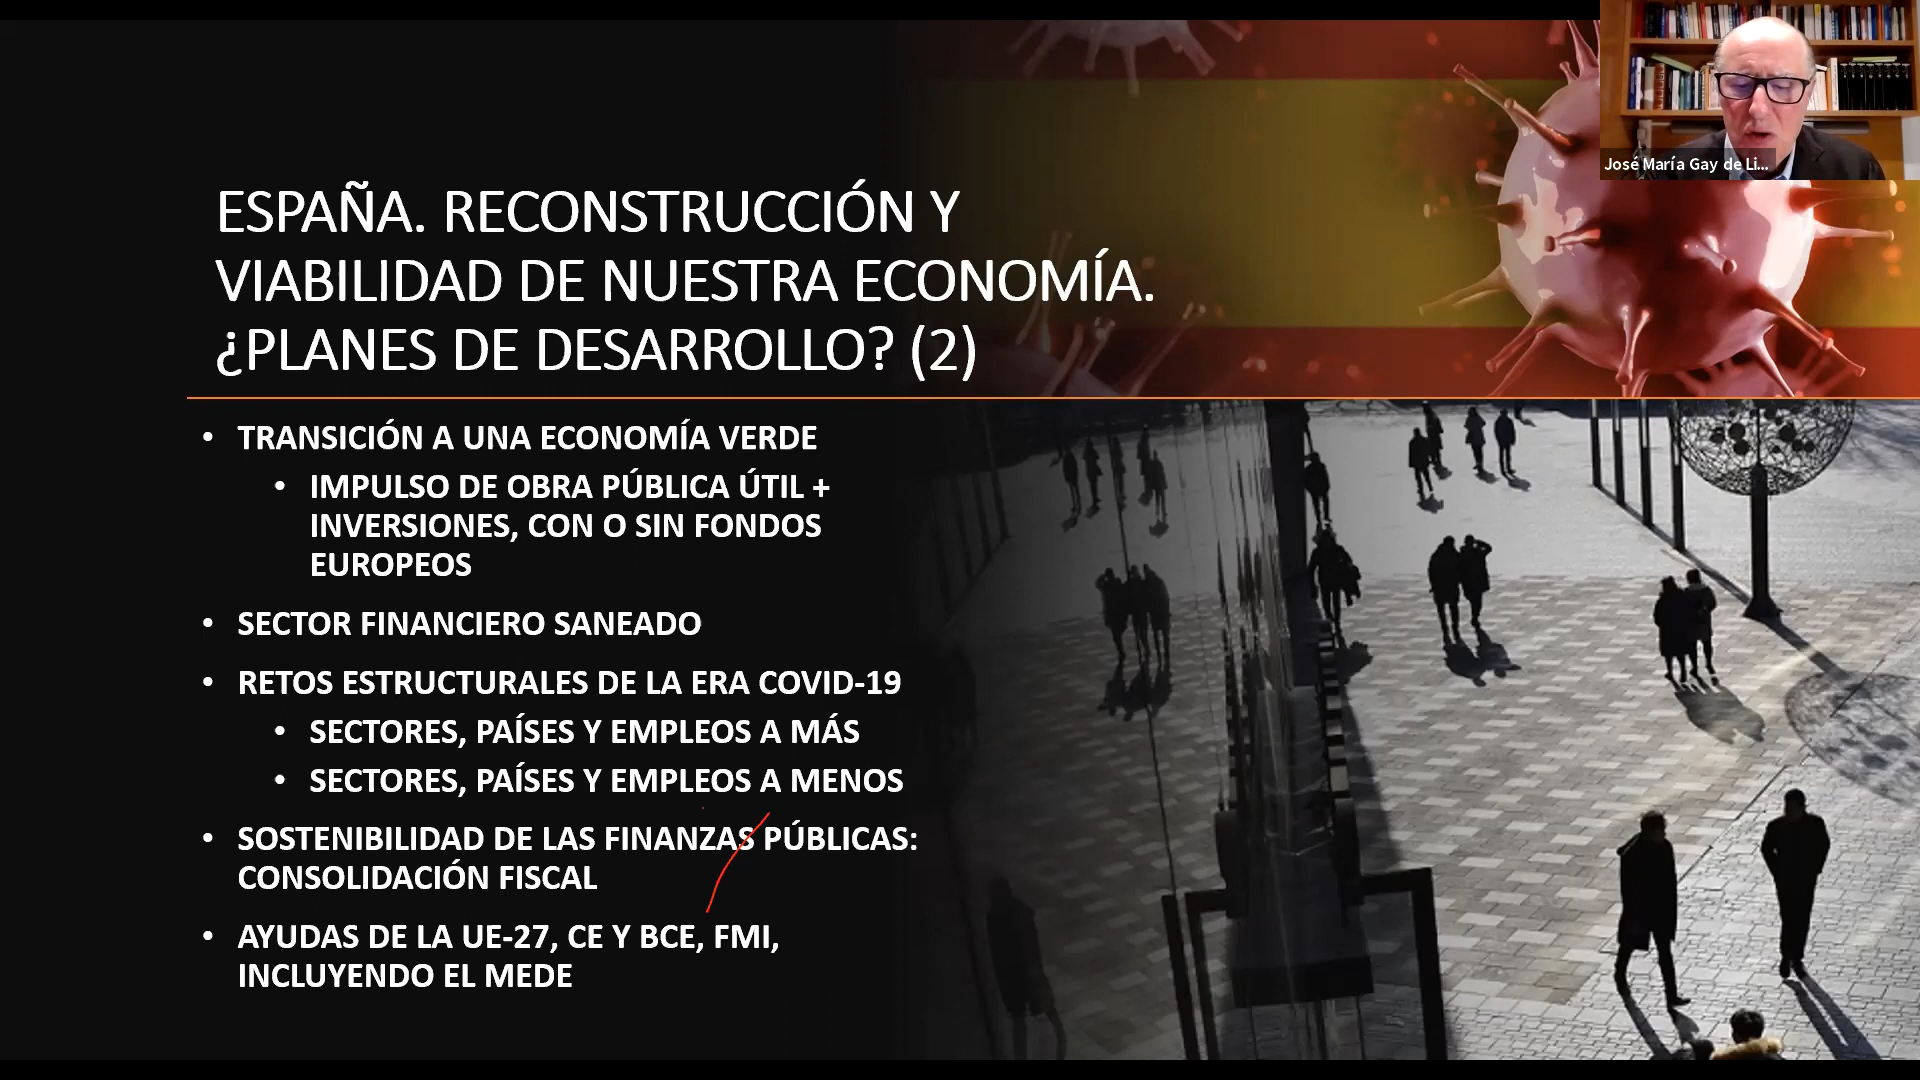 José María Gay de Li...
ESPAÑA. RECONSTRUCCIÓN Y
VIABILIDAD DE NUESTRA ECONOMÍA.
¿PLANES DE DESARROLLO? (2)
• TRANSICIÓN A UNA ECONOMÍA VERDE
• IMPULSO DE OBRA PÚBLICA ÚTIL +
INVERSIONES, CON O SIN FONDOS
EUROPEOS
• SECTOR FINANCIERO SANEADO
• RETOS ESTRUCTURALES DE LA ERA COVID-19
• SECTORES, PAÍSES Y EMPLEOS A MÁS
• SECTORES, PAÍSES Y EMPLEOS A MENOS
• SOSTENIBILIDAD DE LAS FINANZAS PÚBLICAS:
CONSOLIDACIÓN FISCAL
• AYUDAS DE LA UE-27, CE Y BCE, FMI,
INCLUYENDO EL MEDE